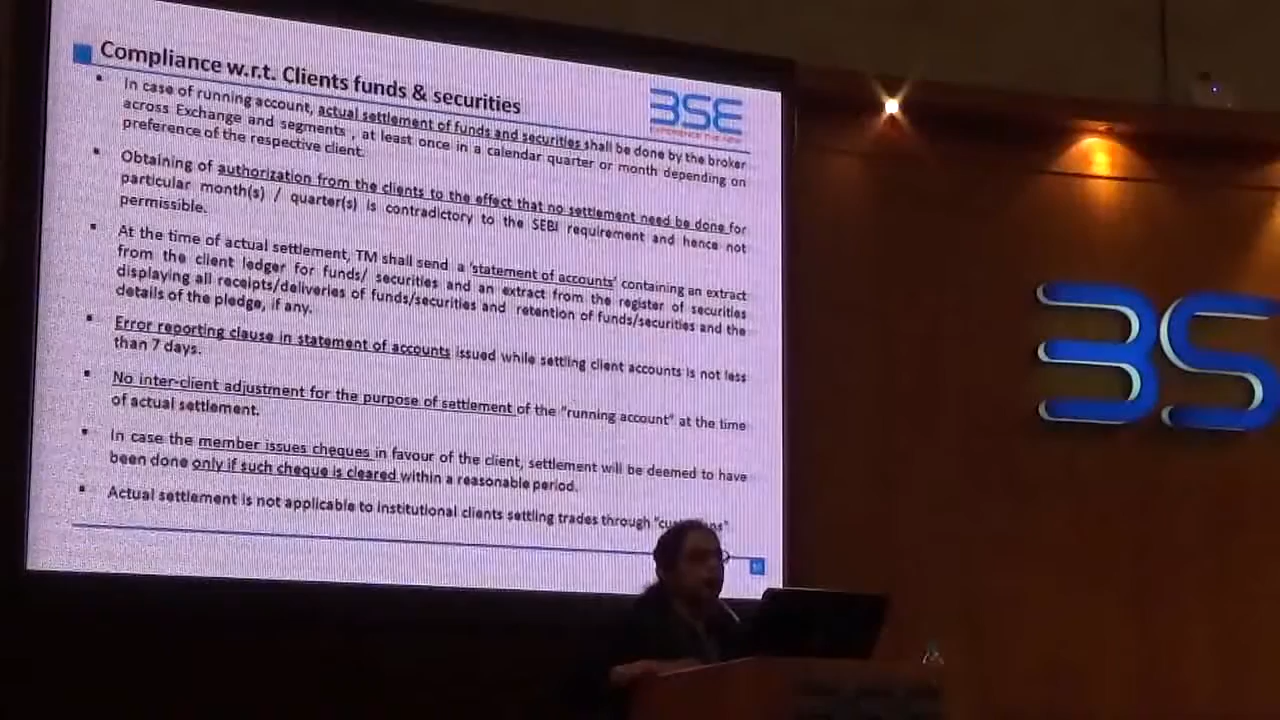 Compliance w.r.t. Clients funds & securities
BSE
EXPERIENCE THE NEW
▪ In case of running account, actual settlement of funds and securities shall be done by the broker
across Exchange and segments , at least once in a calendar quarter or month depending on
preference of the respective client.
▪ Obtaining of authorization from the clients to the effect that no settlement need be done for
particular month(s) / quarter(s) is contradictory to the SEBI requirement and hence not
permissible.
▪ At the time of actual settlement, TM shall send a 'statement of accounts' containing an extract
from the client ledger for funds/ securities and an extract from the register of securities
displaying all receipts/deliveries of funds/securities and retention of funds/securities and the
details of the pledge, if any.
▪ Error reporting clause in statement of accounts issued while settling client accounts is not less
than 7 days.
▪ No inter-client adjustment for the purpose of settlement of the "running account" at the time
of actual settlement.
▪ In case the member issues cheques in favour of the client, settlement will be deemed to have
been done only if such cheque is cleared within a reasonable period.
▪ Actual settlement is not applicable to institutional clients settling trades through
BS